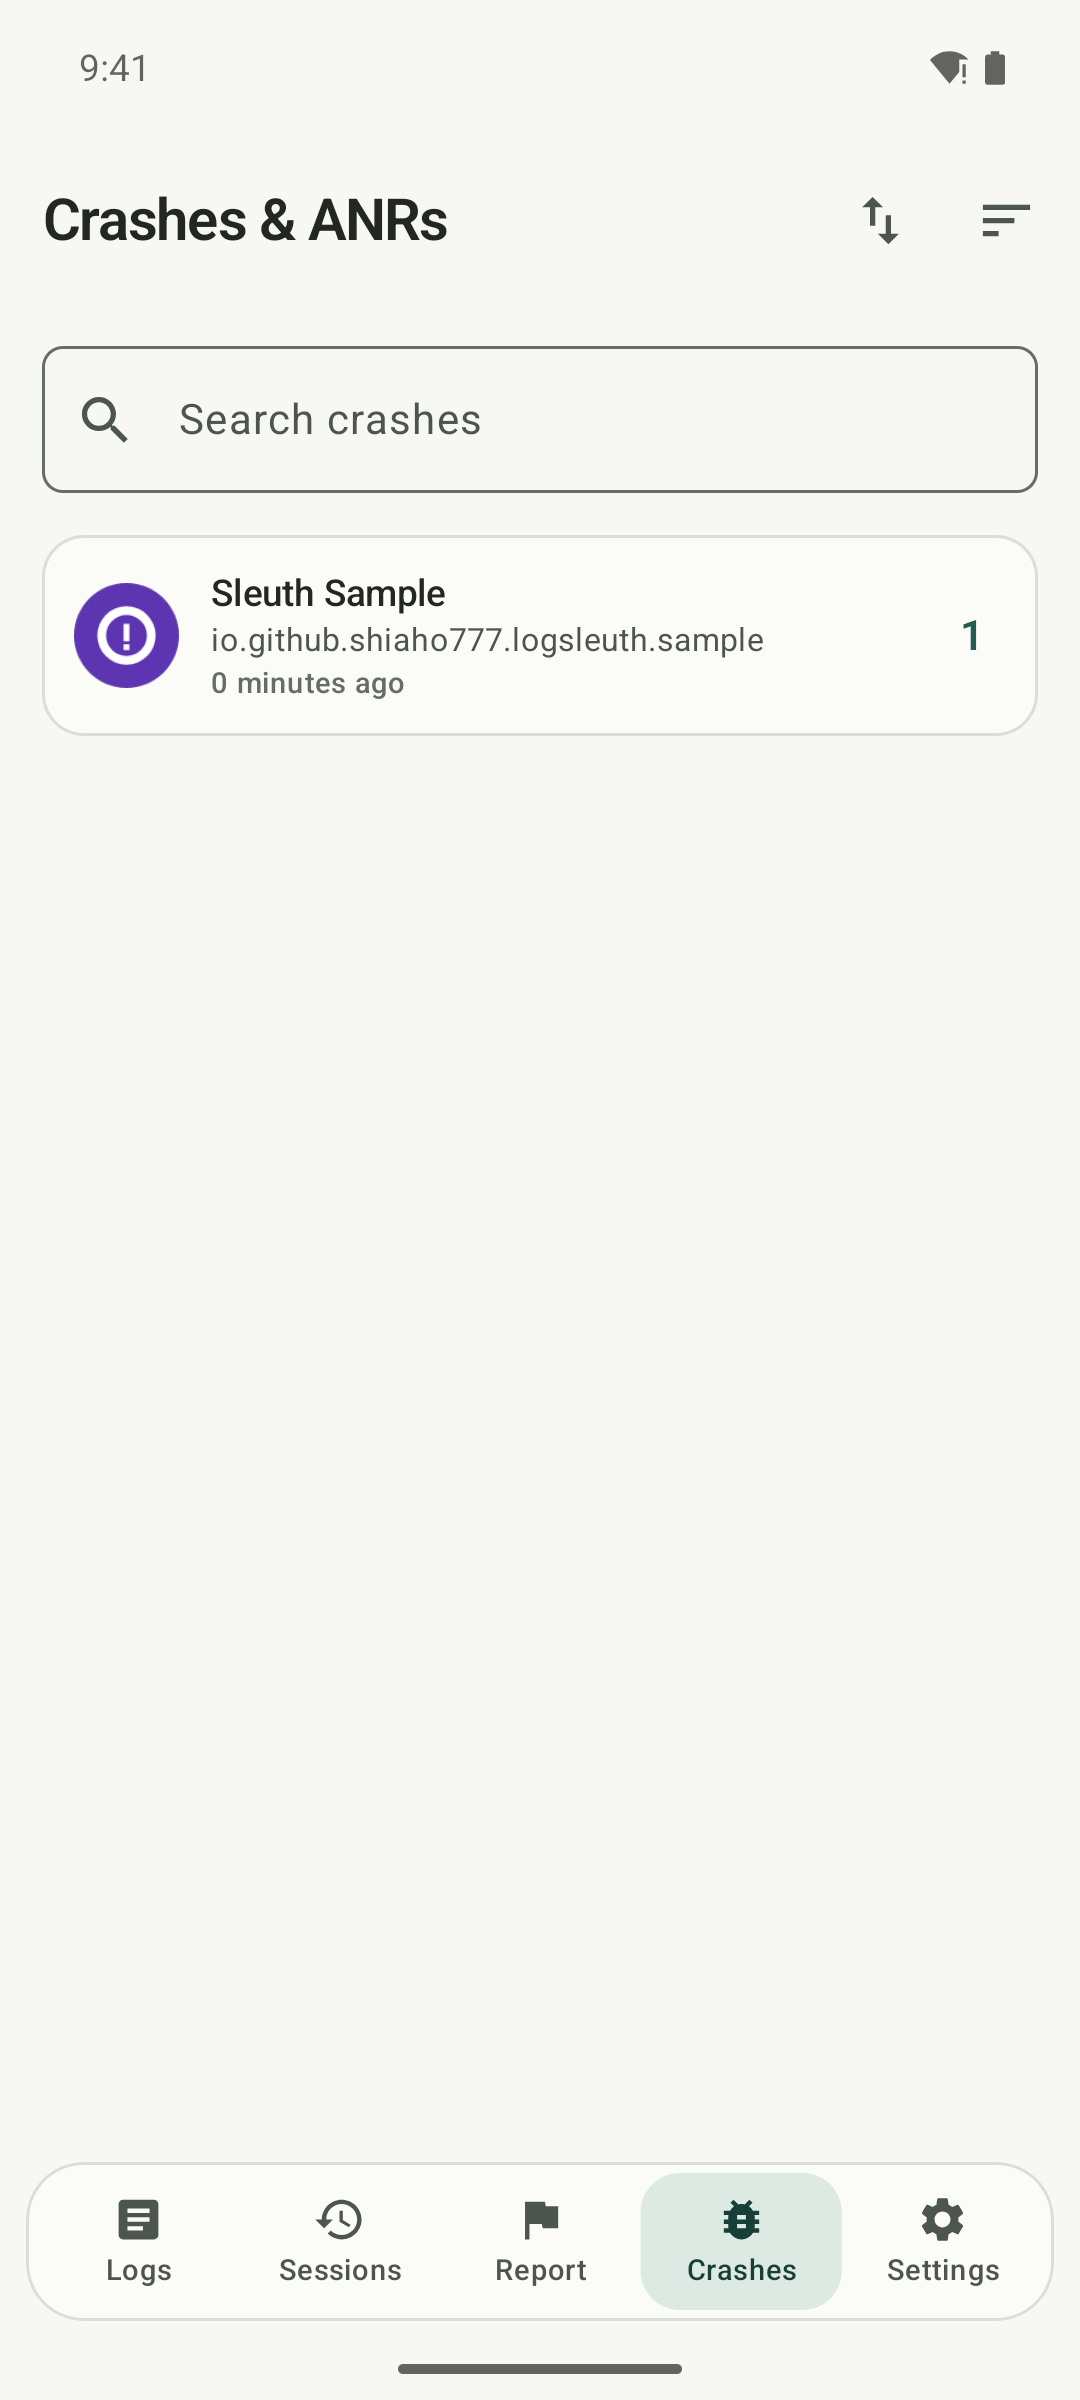 9:41
Crashes & ANRs
Search crashes
Sleuth Sample
io.github.shiaho777.logsleuth.sample
1
0 minutes ago
Logs
Sessions
Report
Crashes
Settings